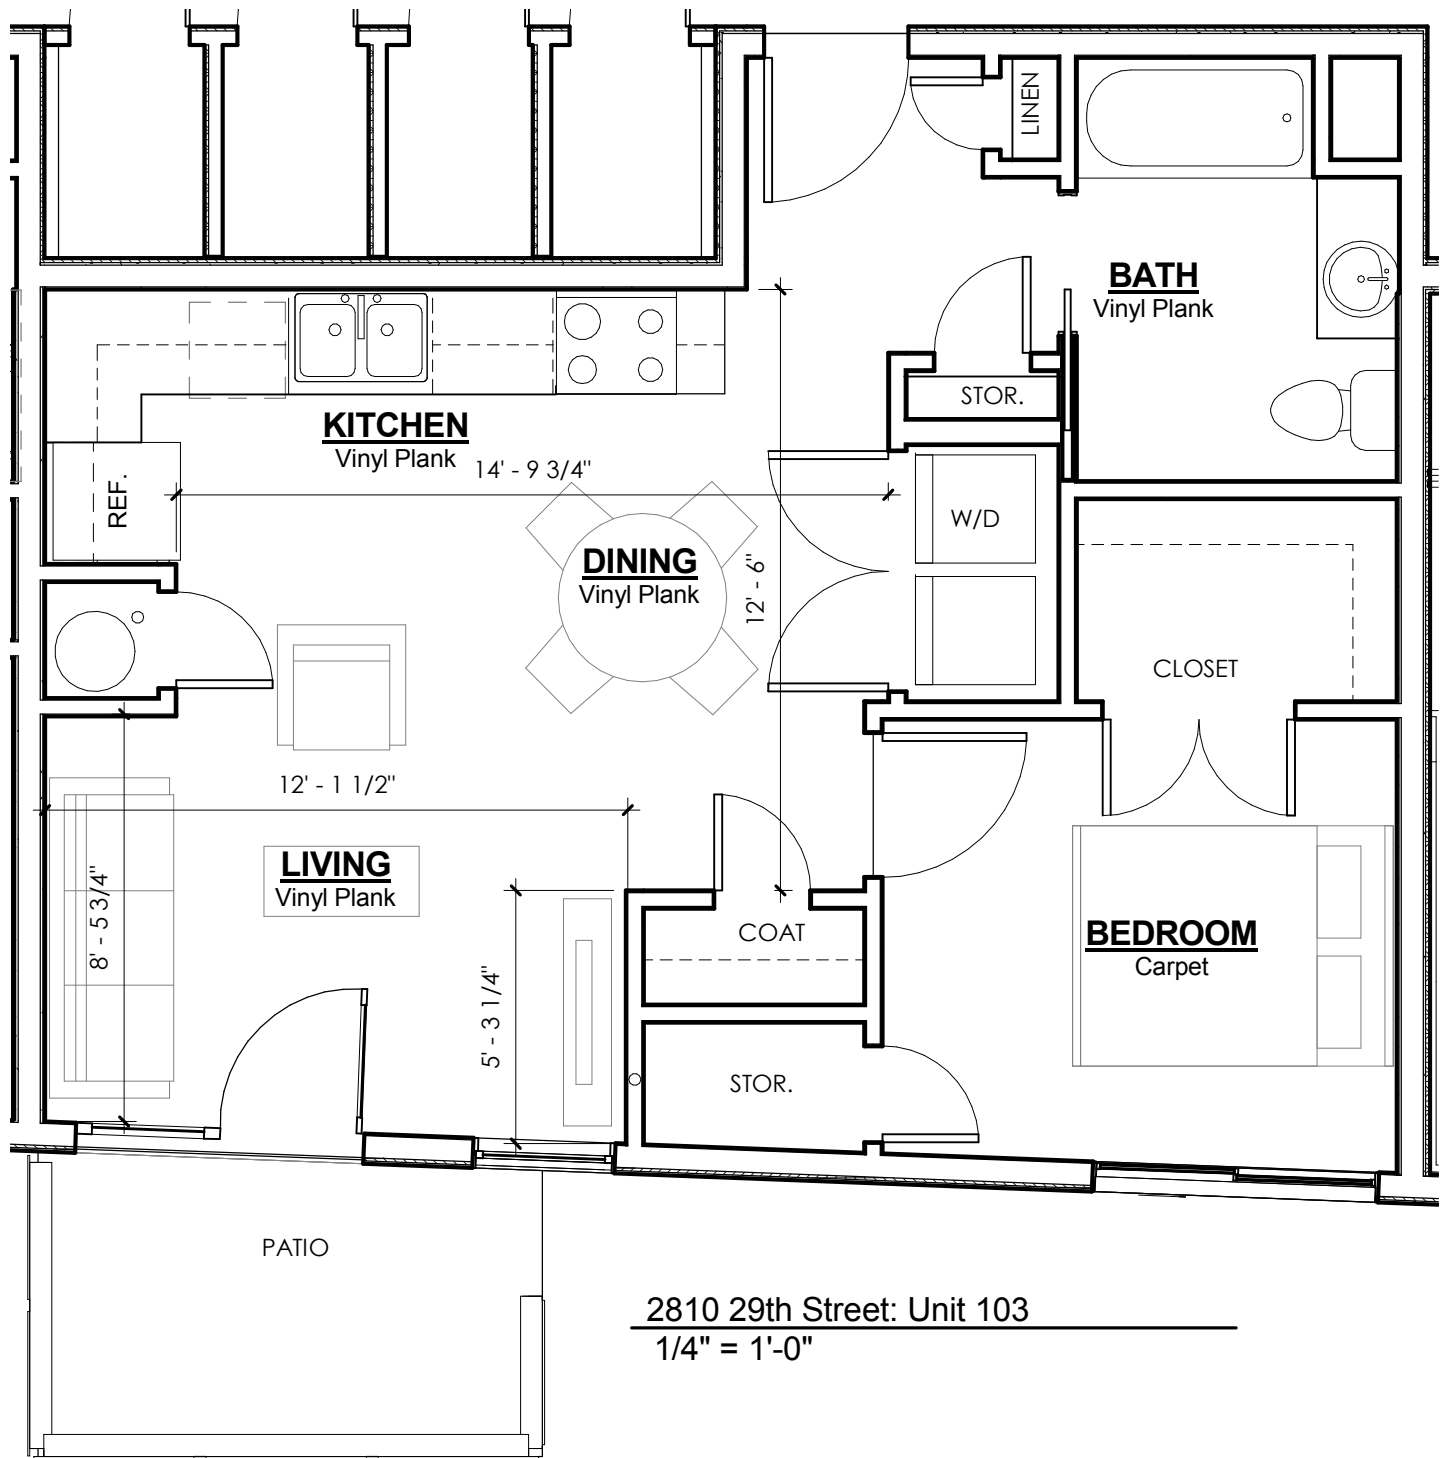 LINEN
BATH
Vinyl Plank
STOR.
KITCHEN
Vinyl Plank
14' - 9 3/4"
REF.
W/D
DINING
Vinyl Plank
12' - 6"
CLOSET
12' - 1 1/2"
LIVING
Vinyl Plank
8' - 5 3/4"
COAT
BEDROOM
Carpet
5' - 3 1/4"
STOR.
PATIO
2810 29th Street: Unit 103
1/4" = 1'-0"